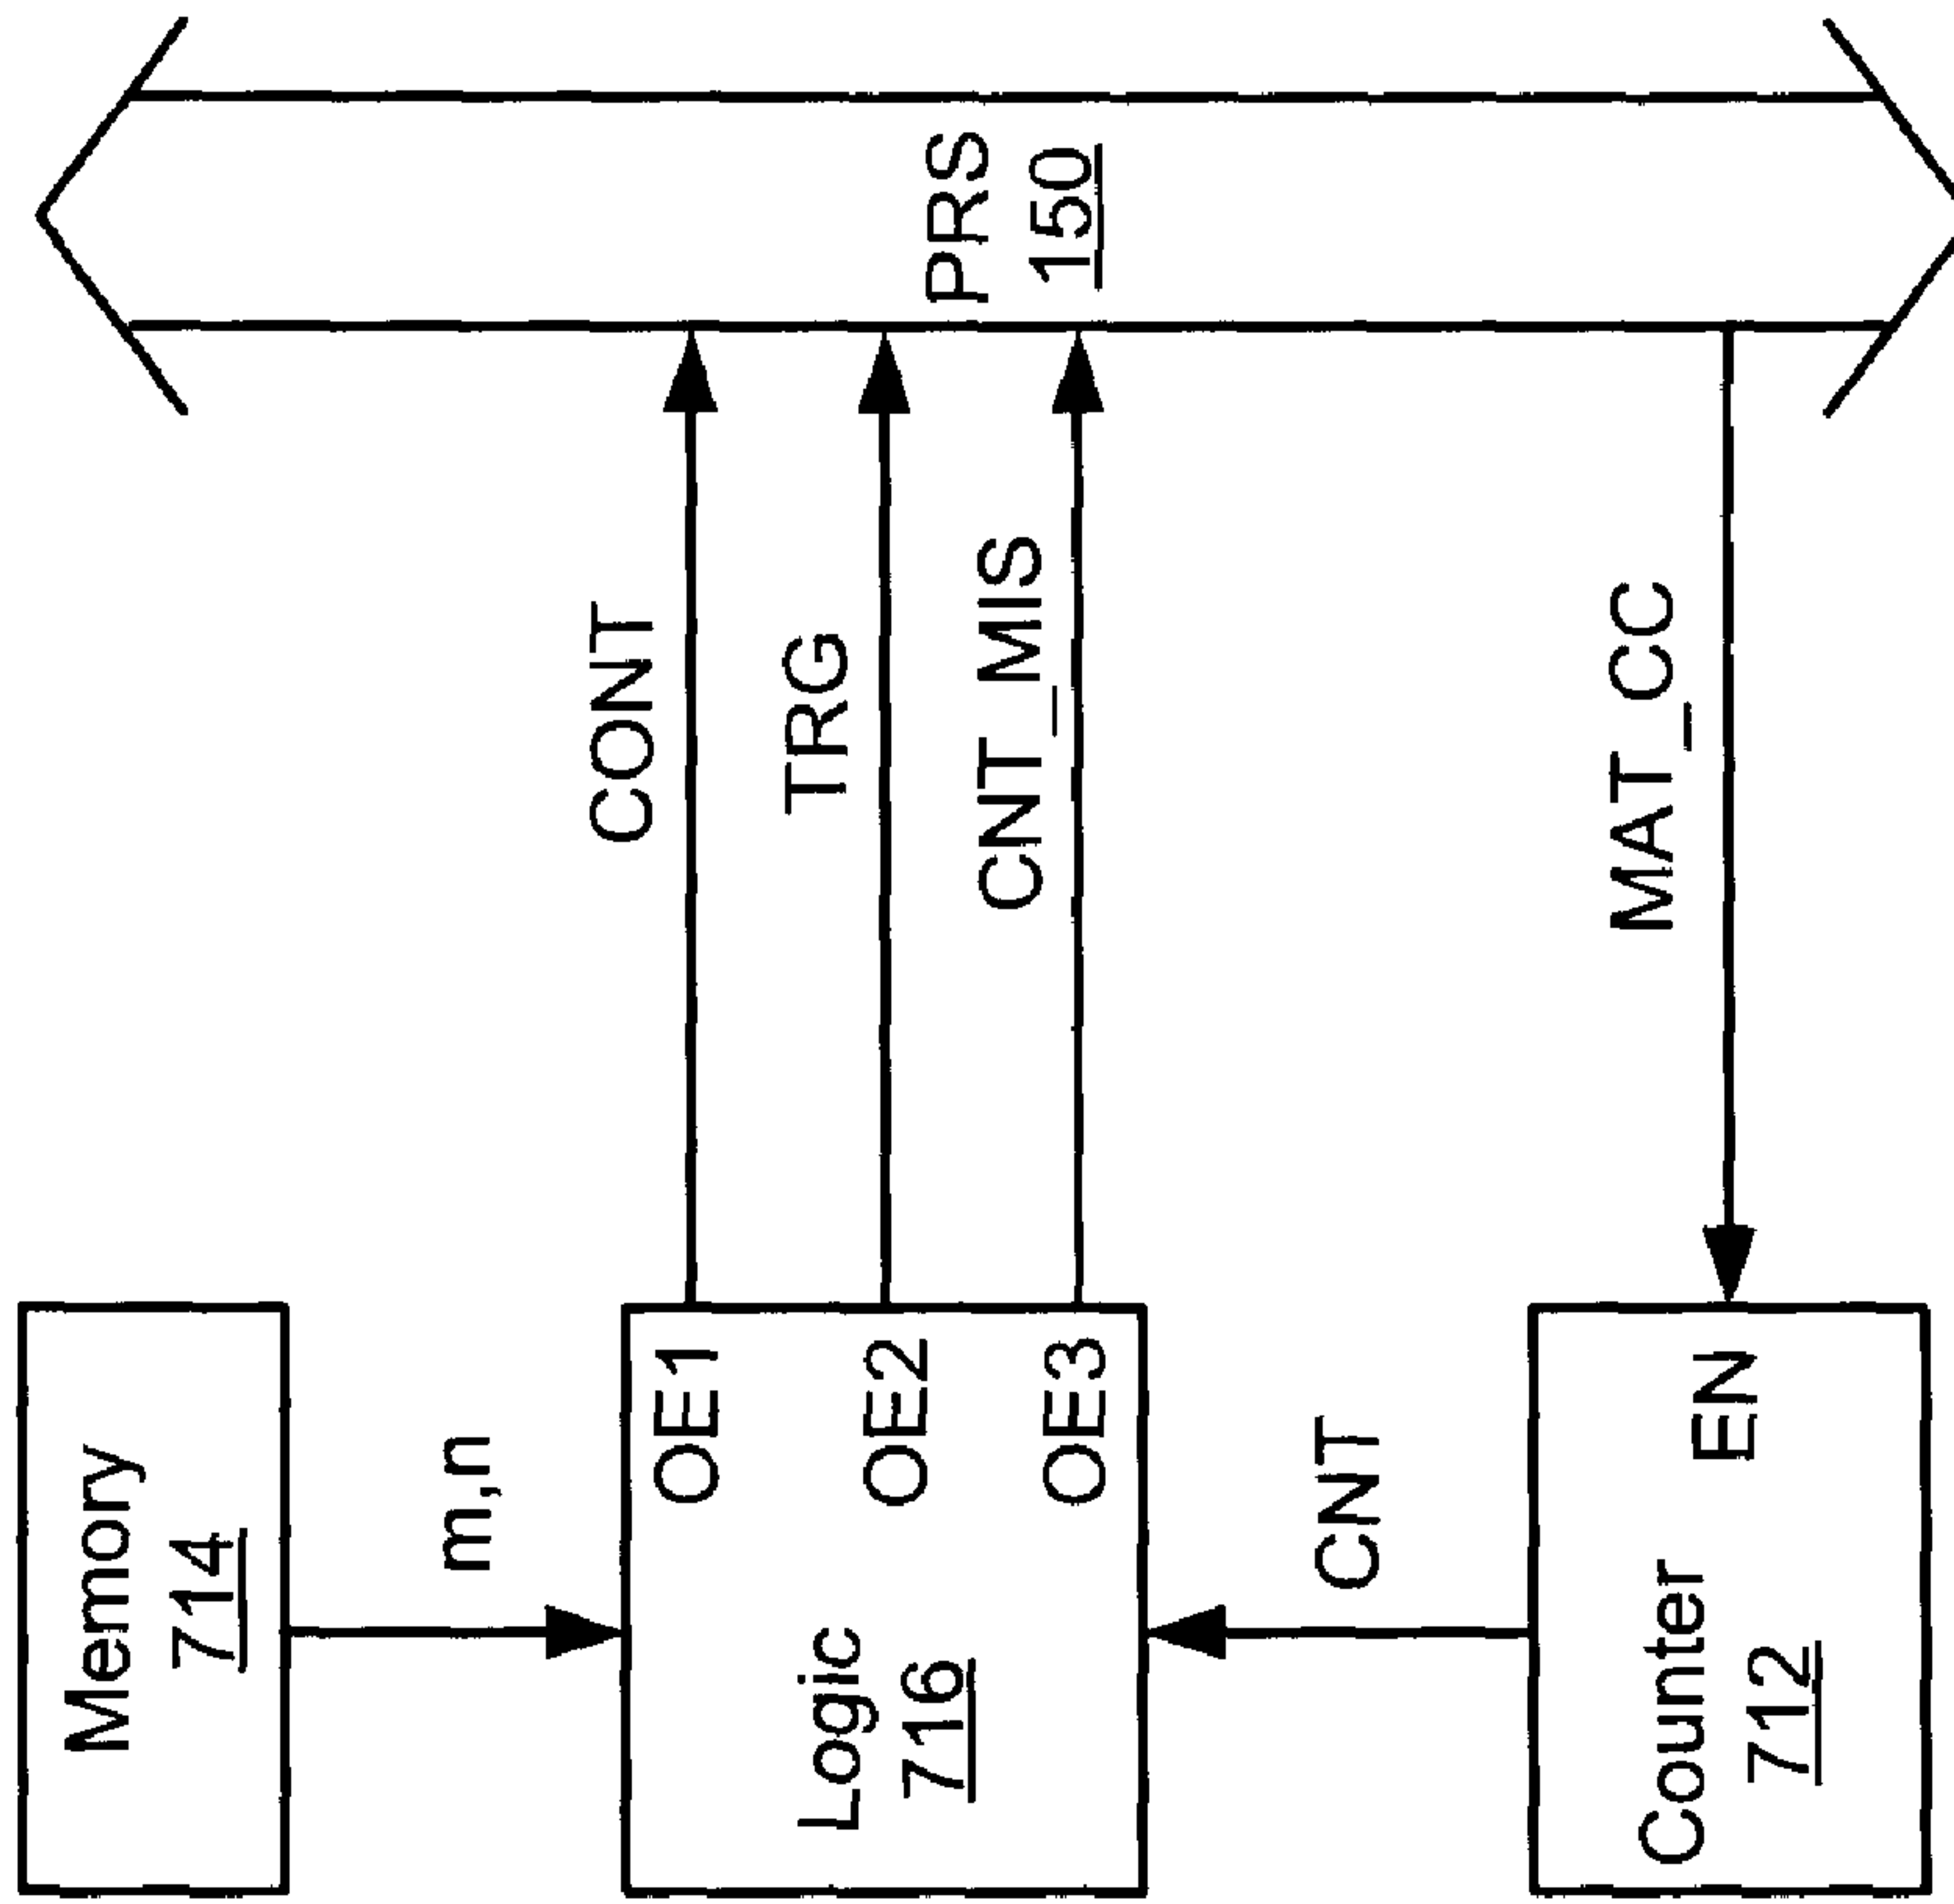 Memory
714
m,n
Logic
716
OE1
OE2
OE3
CNT
Counter
712
EN
CONT
TRG
CNT_MIS
MAT_CC
PRS
150